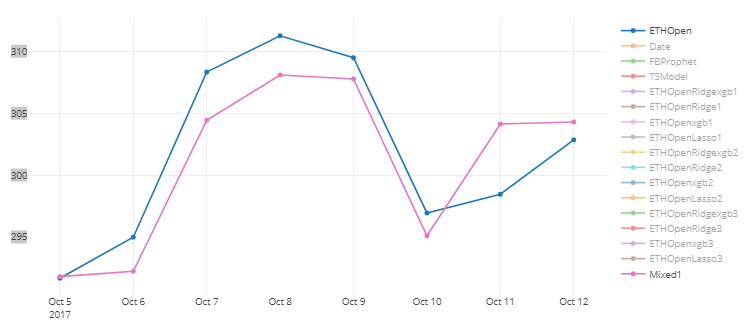 310
305
300
295
Oct 5
2017
Oct 6
Oct 7
Oct 8
Oct 9
Oct 10
Oct 11
Oct 12
ETHOpen
Date
FBProphet
TSModel
ETHOpenRidgexgb1
ETHOpenRidge1
ETHOpenxgb1
ETHOpenLasso1
ETHOpenRidgexgb2
ETHOpenRidge2
ETHOpenxgb2
ETHOpenLasso2
ETHOpenRidgexgb3
ETHOpenRidge3
ETHOpenxgb3
ETHOpenLasso3
Mixed1